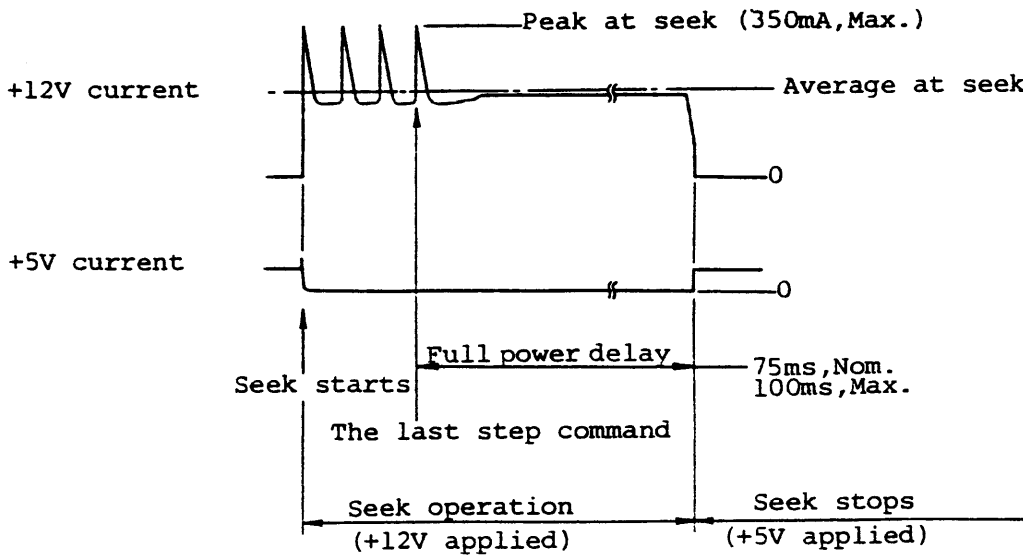 Peak at seek (350mA,Max.)
+12V current
Average at seek
0
+5V current
0
Full power delay
75ms,Nom.
100ms,Max.
Seek starts
The last step command
Seek operation
(+12V applied)
Seek stops
(+5V applied)